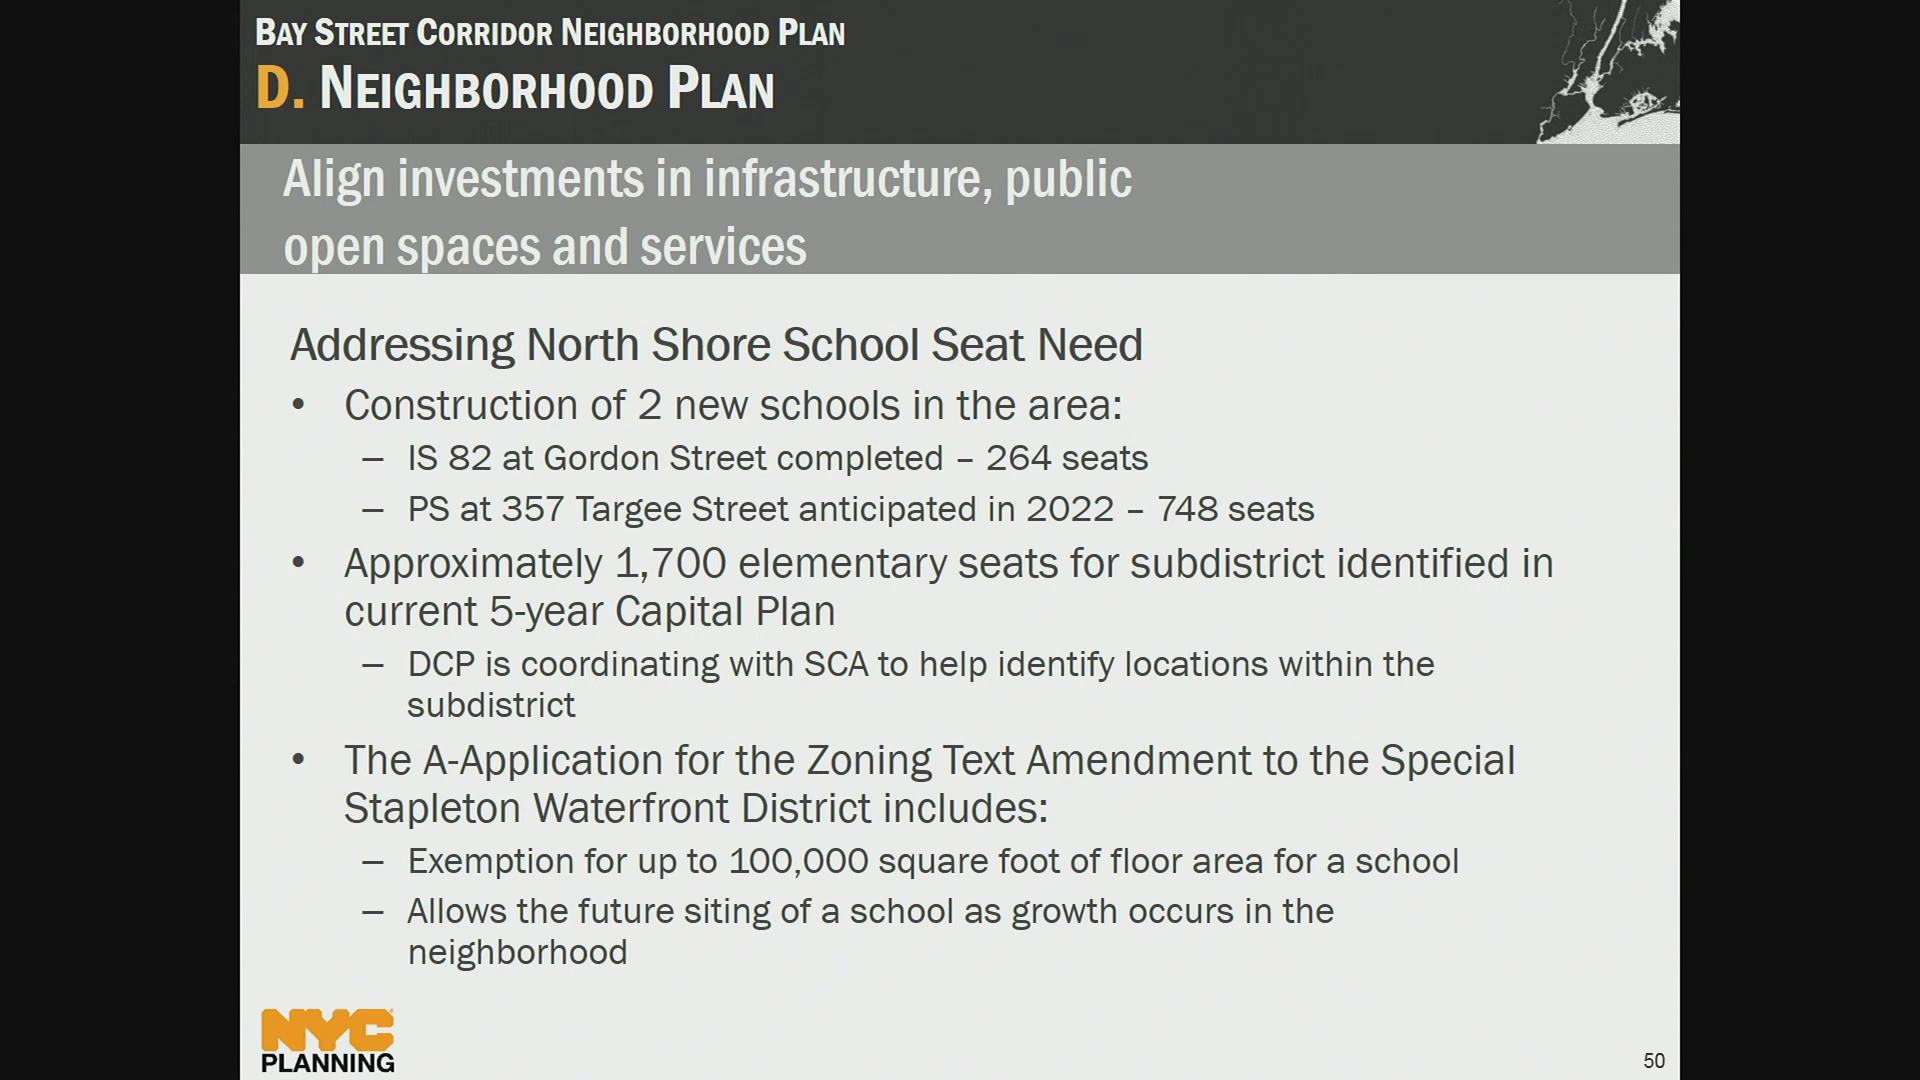 BAY STREET CORRIDOR NEIGHBORHOOD PLAN
D. NEIGHBORHOOD PLAN
Align investments in infrastructure, public
open spaces and services
Addressing North Shore School Seat Need
• Construction of 2 new schools in the area:
– IS 82 at Gordon Street completed – 264 seats
– PS at 357 Targee Street anticipated in 2022 – 748 seats
• Approximately 1,700 elementary seats for subdistrict identified in
current 5-year Capital Plan
– DCP is coordinating with SCA to help identify locations within the
subdistrict
• The A-Application for the Zoning Text Amendment to the Special
Stapleton Waterfront District includes:
– Exemption for up to 100,000 square foot of floor area for a school
– Allows the future siting of a school as growth occurs in the
neighborhood
NYC
PLANNING
50